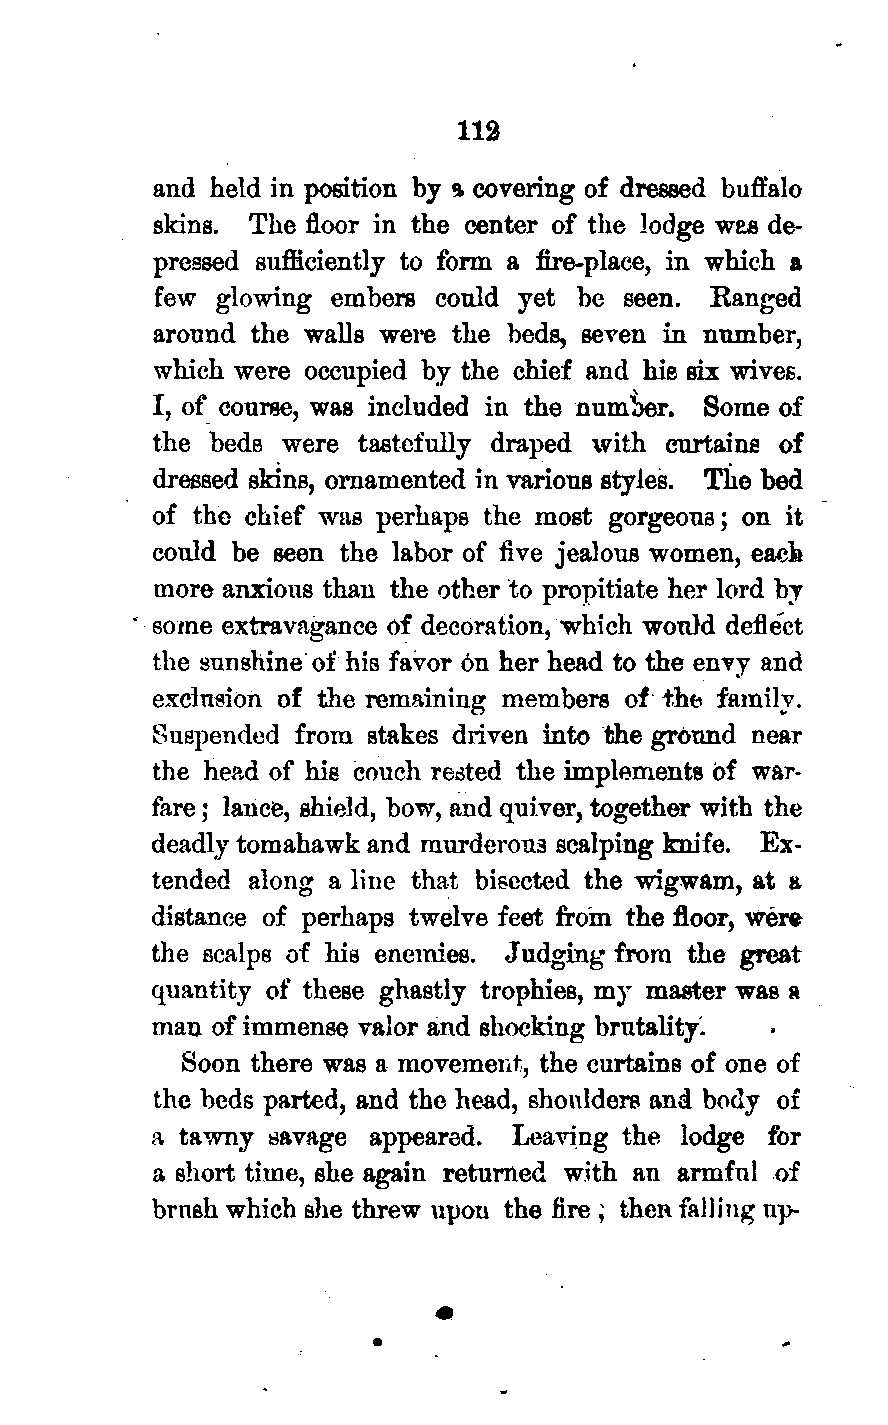 112
and held in position by a covering of dressed buffalo
skins. The floor in the center of the lodge was de-
pressed sufficiently to form a fire-place, in which a
few glowing embers could yet be seen. Ranged
around the walls were the beds, seven in number,
which were occupied by the chief and his six wives.
I, of course, was included in the number. Some of
the beds were tastefully draped with curtains of
dressed skins, ornamented in various styles. The bed
of the chief was perhaps the most gorgeous; on it
could be seen the labor of five jealous women, each
more anxious than the other to propitiate her lord by
some extravagance of decoration, which would deflect
the sunshine of his favor on her head to the envy and
exclusion of the remaining members of the family.
Suspended from stakes driven into the ground near
the head of his couch rested the implements of war-
fare; lance, shield, bow, and quiver, together with the
deadly tomahawk and murderous scalping knife. Ex-
tended along a line that bisected the wigwam, at a
distance of perhaps twelve feet from the floor, were
the scalps of his enemies. Judging from the great
quantity of these ghastly trophies, my master was a
man of immense valor and shocking brutality.
Soon there was a movement, the curtains of one of
the beds parted, and the head, shoulders and body of
a tawny savage appeared. Leaving the lodge for
a short time, she again returned with an armful of
brush which she threw upon the fire; then falling up-